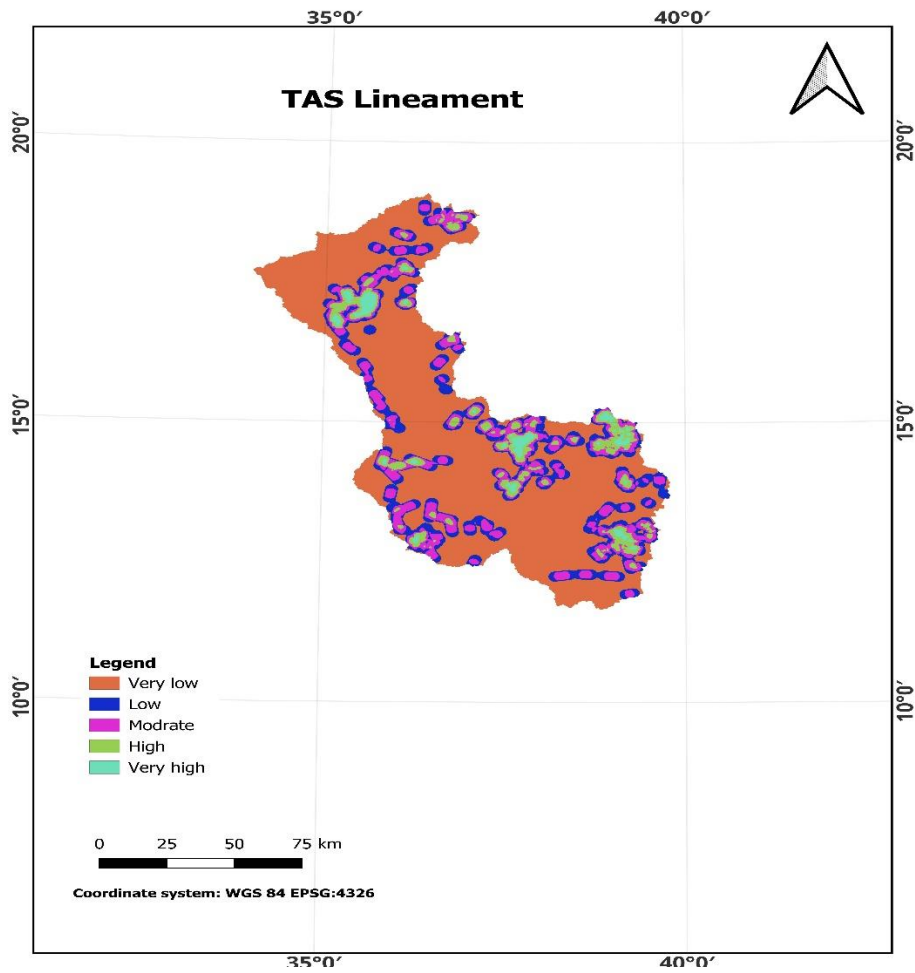 35°0′ 40°0′
TAS Lineament
20°0′ 20°0′
15°0′ 15°0′
Legend
Very low
Low
Modrate
High
Very high
10°0′ 10°0′
0 25 50 75 km
Coordinate system: WGS 84 EPSG:4326
35°0′ 40°0′